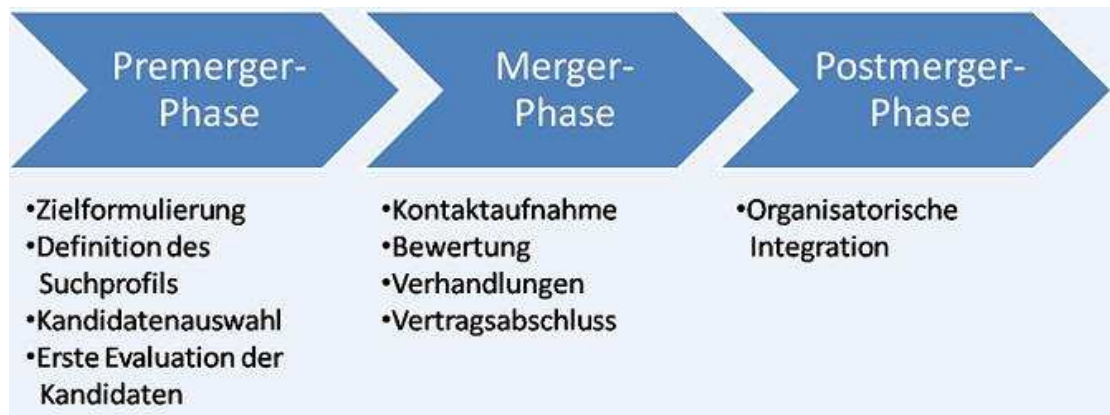 Premerger-
Phase
•Zielformulierung
•Definition des
Suchprofils
•Kandidatenauswahl
•Erste Evaluation der
Kandidaten
Merger-
Phase
•Kontaktaufnahme
•Bewertung
•Verhandlungen
•Vertragsabschluss
Postmerger-
Phase
•Organisatorische
Integration